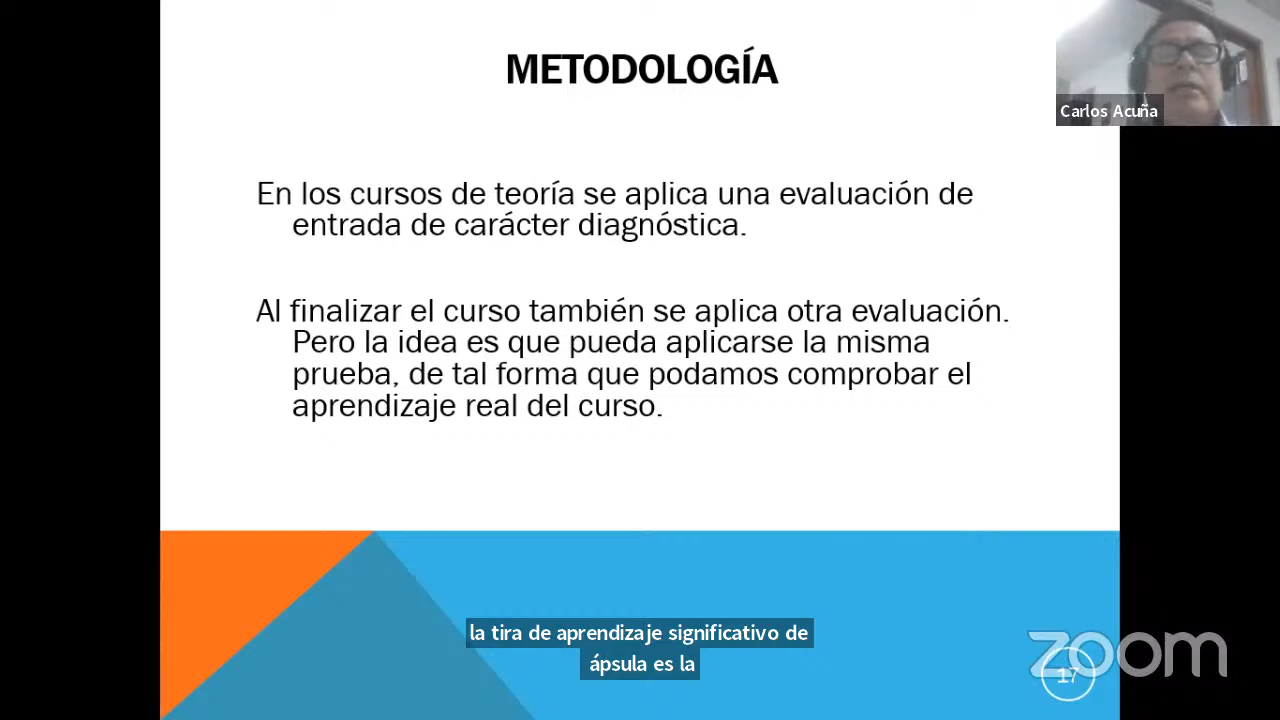 METODOLOGÍA
Carlos Acuña
En los cursos de teoría se aplica una evaluación de
entrada de carácter diagnóstica.
Al finalizar el curso también se aplica otra evaluación.
Pero la idea es que pueda aplicarse la misma
prueba, de tal forma que podamos comprobar el
aprendizaje real del curso.
la tira de aprendizaje significativo de
ápsula es la
zoom
17